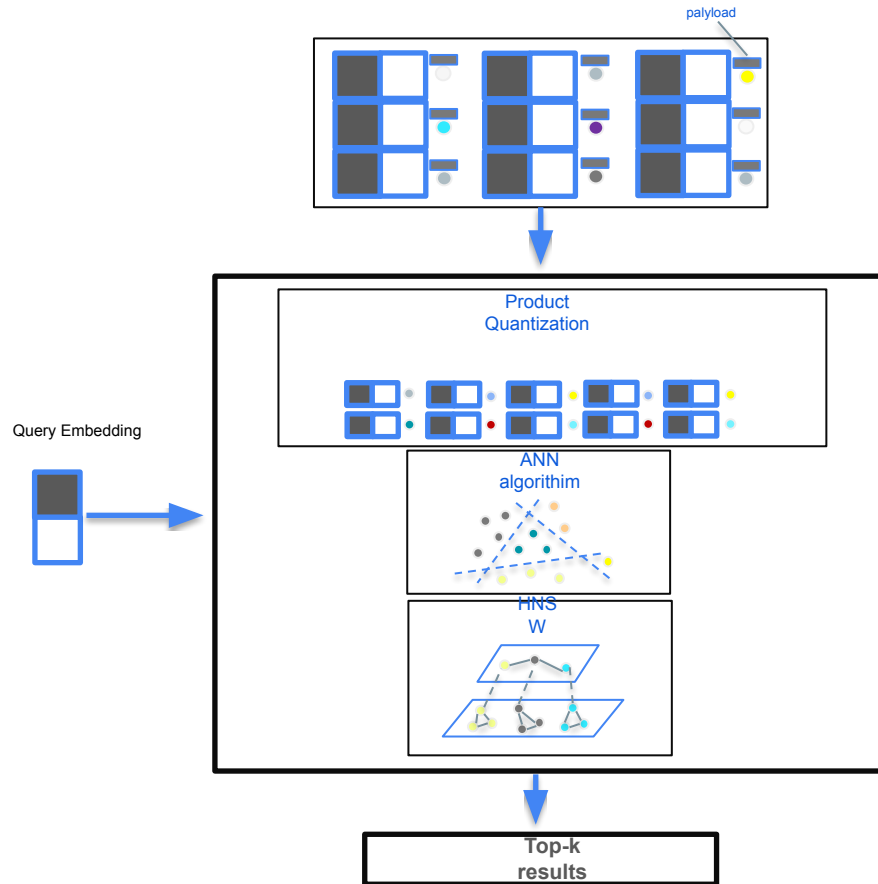 palyload
Product
Quantization
Query Embedding
ANN
algorithim
HNS
W
Top-k
results